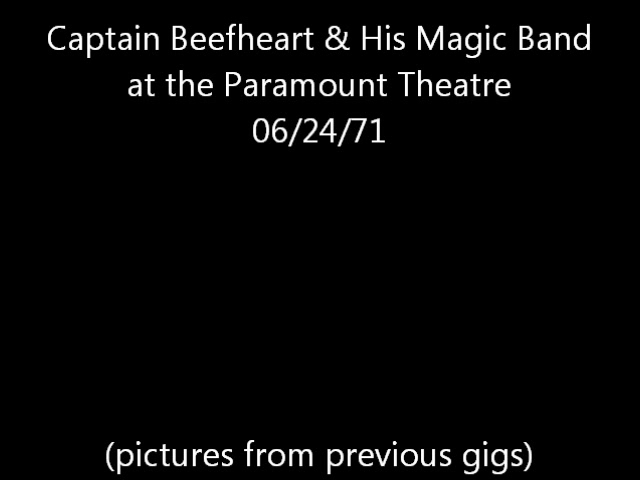 Captain Beefheart & His Magic Band
at the Paramount Theatre
06/24/71
(pictures from previous gigs)